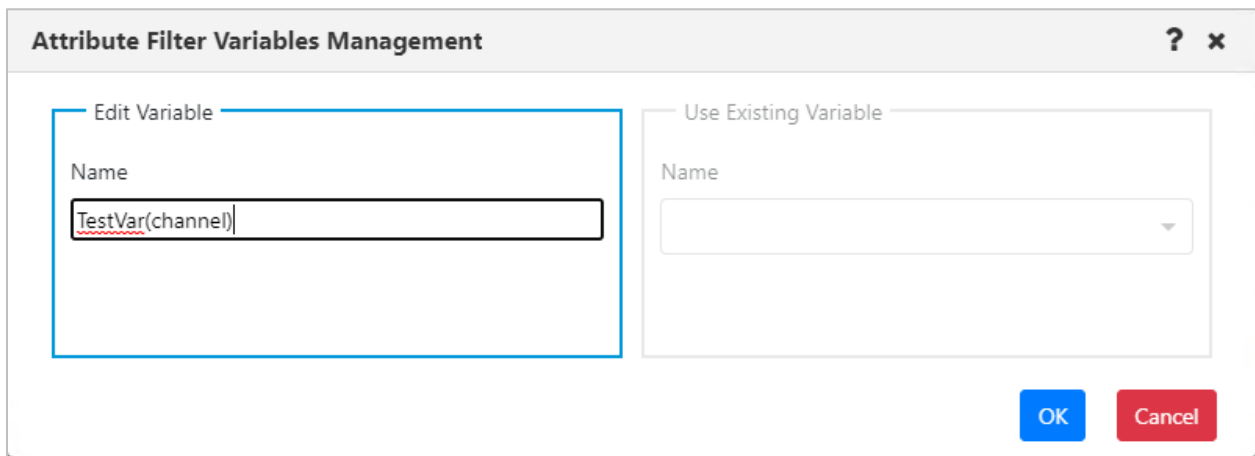 Attribute Filter Variables Management ? ×
Edit Variable
Name
TestVar(channel)
Use Existing Variable
Name
OK Cancel